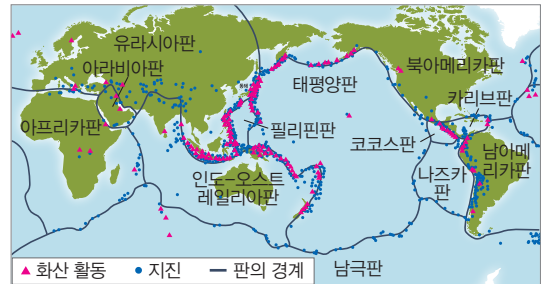 유라시아판
아라비아판
아프리카판
동해
태평양판
필리핀판
인도-오스트
레일리아판
북아메리카판
카리브판
코코스판
나즈카
판
남아메
리카판
남극판
▲ 화산 활동 ● 지진 — 판의 경계